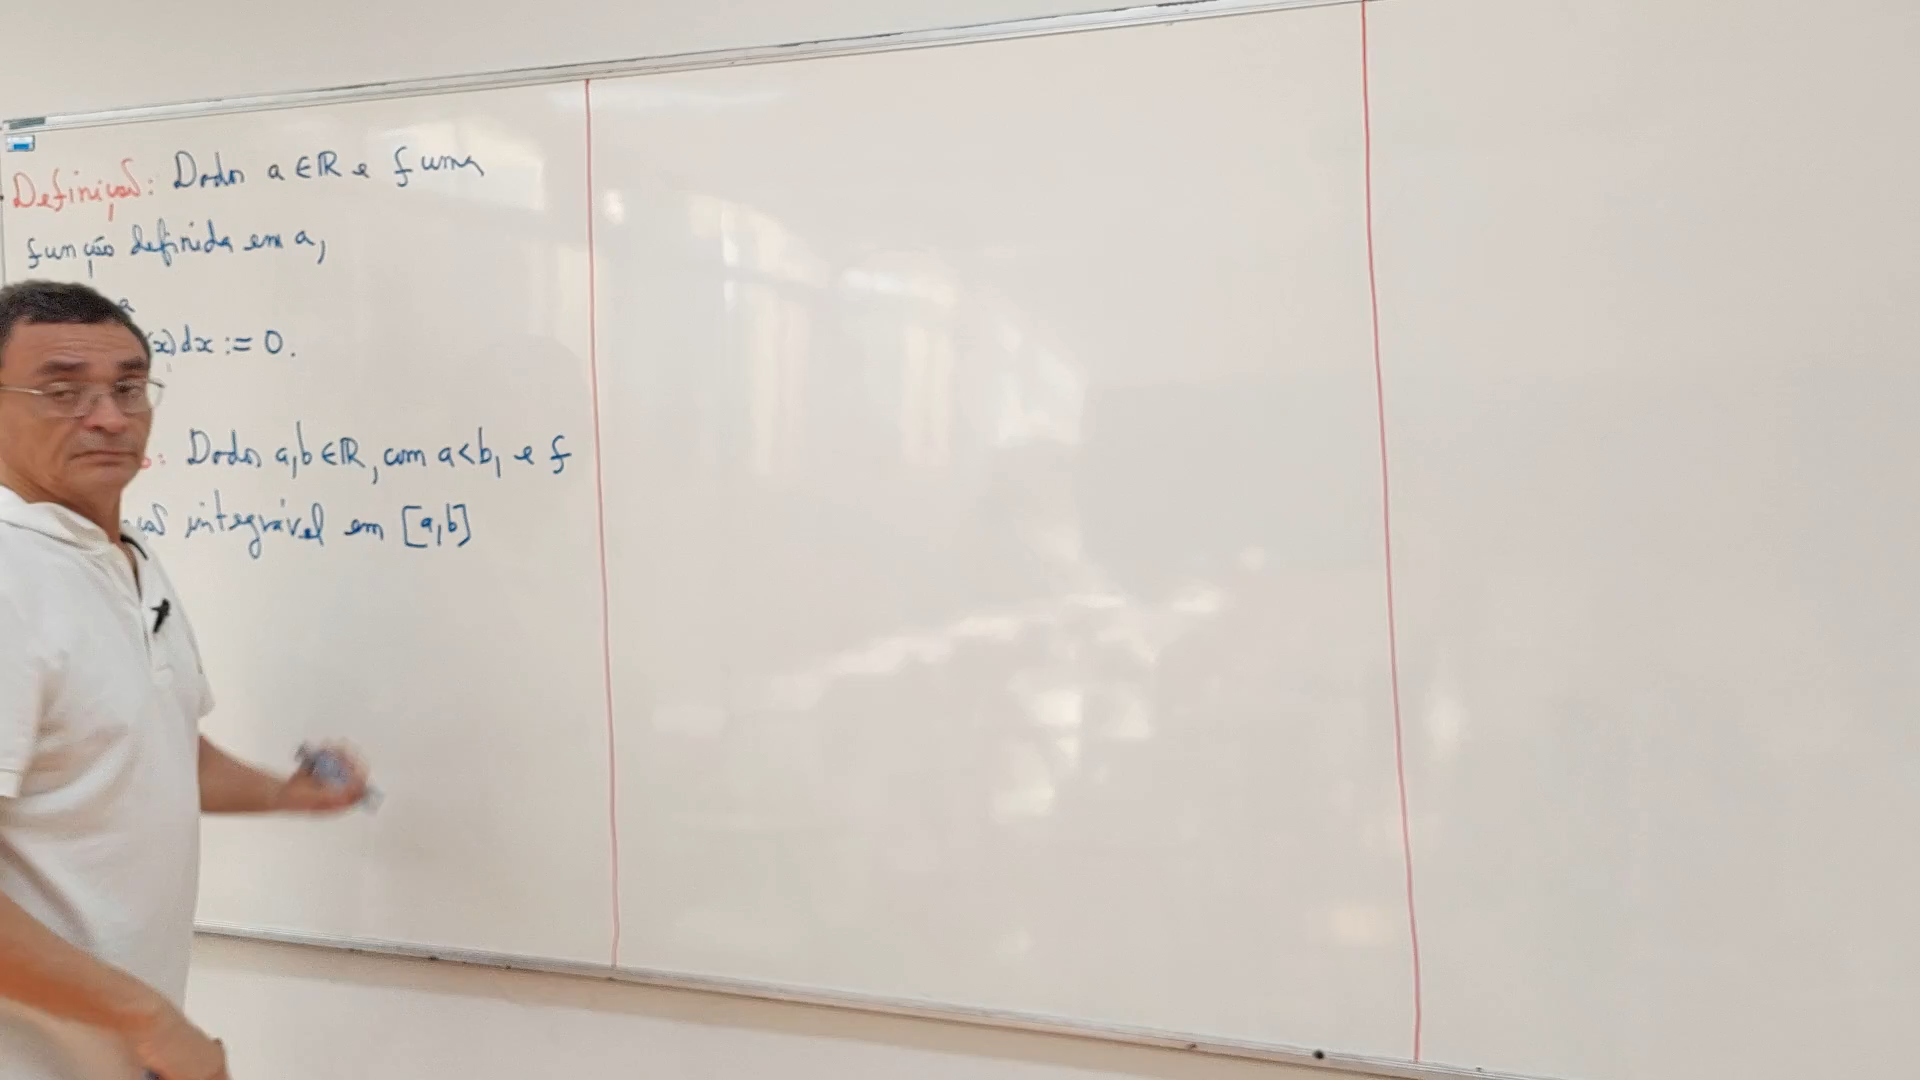 Definição: Dados a ∈ ℝ e f uma
função definida em a,
a
(x)dx := 0.
: Dados a,b ∈ ℝ, com a<b, e f
integrável em [a,b]